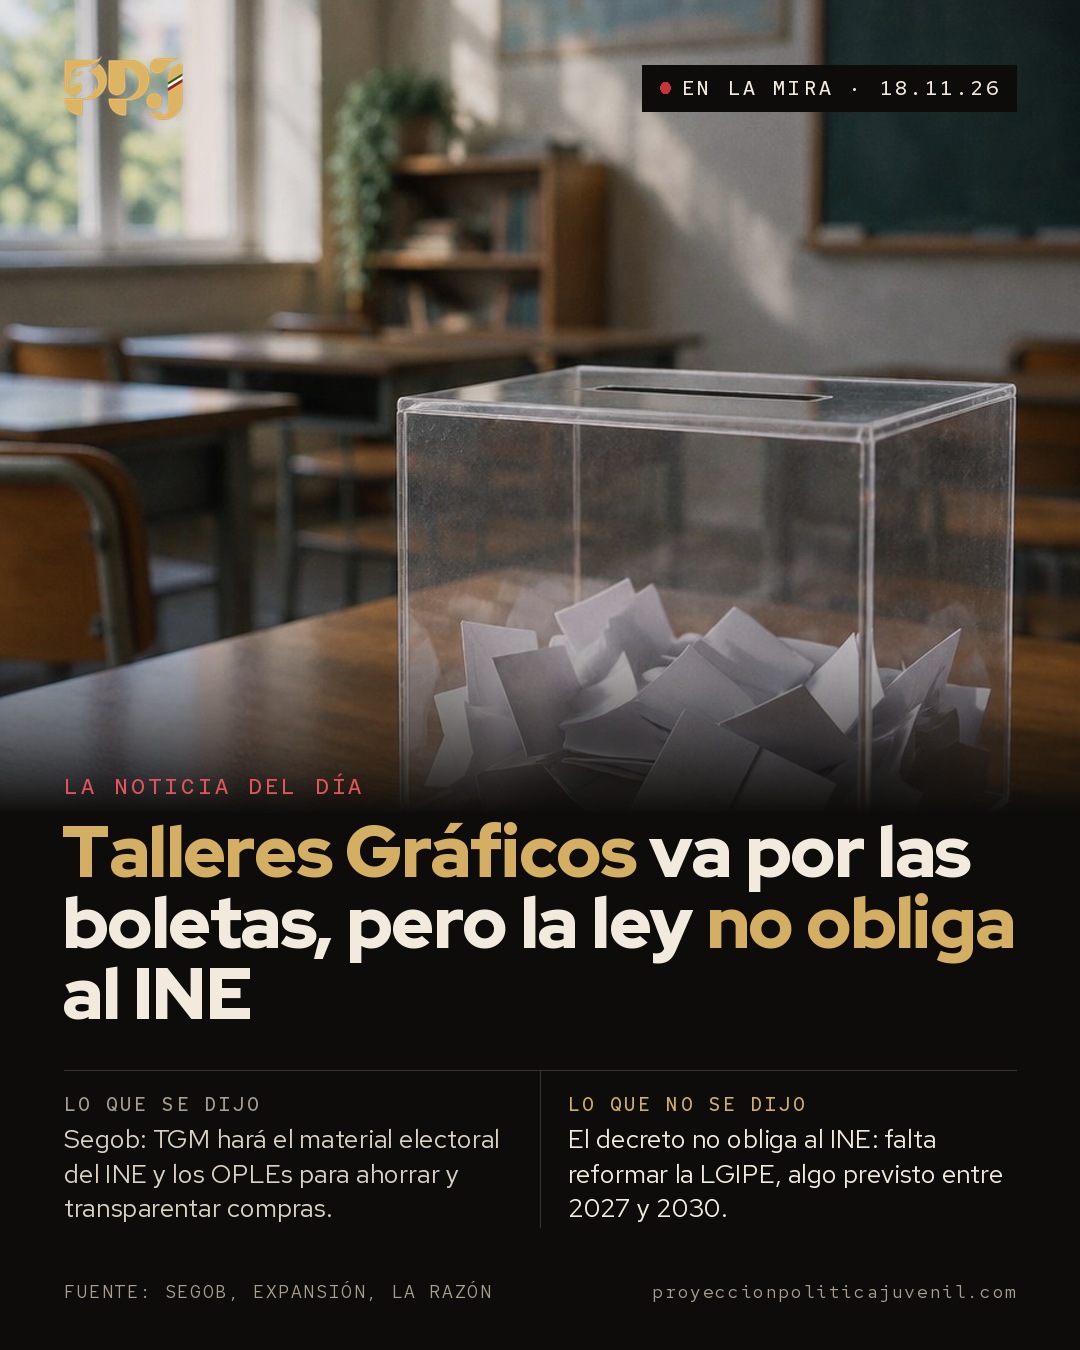 PPJ
EN LA MIRA · 18.11.26
LA NOTICIA DEL DÍA
Talleres Gráficos va por las
boletas, pero la ley no obliga
al INE
LO QUE SE DIJO
Segob: TGM hará el material electoral
del INE y los OPLEs para ahorrar y
transparentar compras.
LO QUE NO SE DIJO
El decreto no obliga al INE: falta
reformar la LGIPE, algo previsto entre
2027 y 2030.
FUENTE: SEGOB, EXPANSIÓN, LA RAZÓN
proyeccionpoliticajuvenil.com